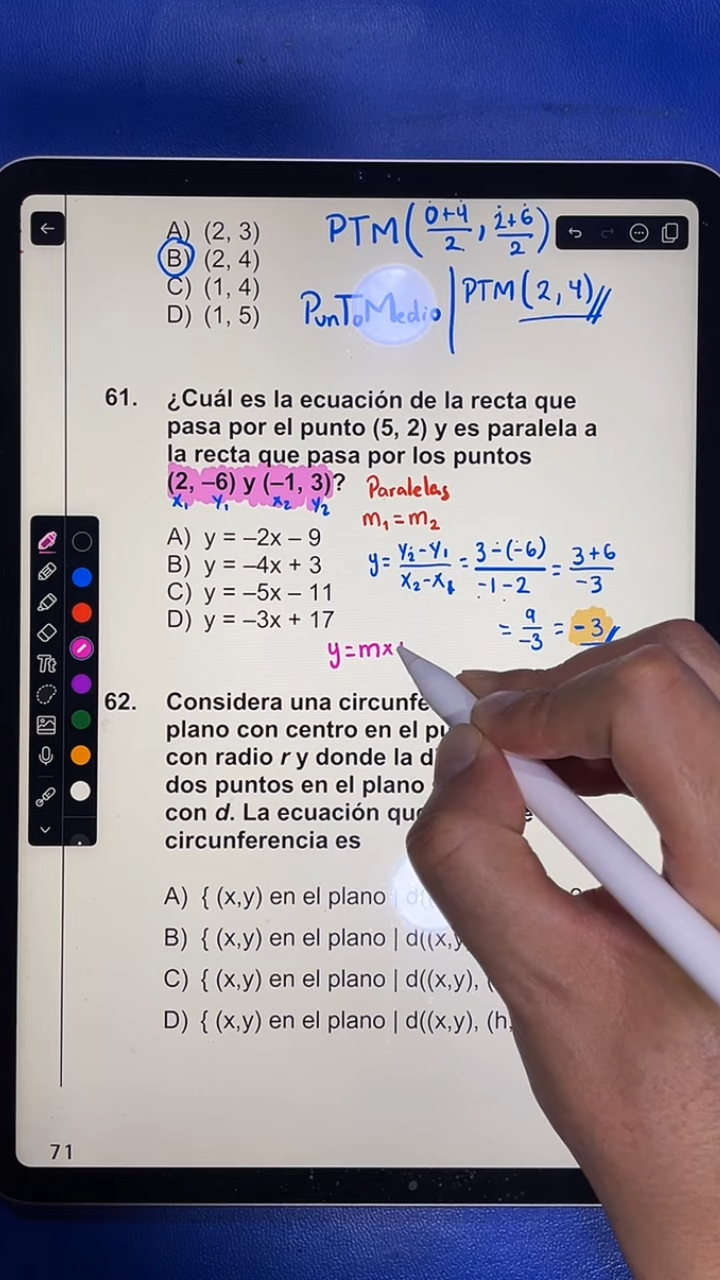 A) (2, 3)
B) (2, 4)
C) (1, 4)
D) (1, 5)
PTM(0+4/2, 2+6/2)
PunToMedio | PTM(2,4)
61. ¿Cuál es la ecuación de la recta que
pasa por el punto (5, 2) y es paralela a
la recta que pasa por los puntos
(2, –6) y (–1, 3)?
x₁ y₁ x₂ y₂
Paralelas
m₁=m₂
A) y = –2x – 9
B) y = –4x + 3
C) y = –5x – 11
D) y = –3x + 17
y= y₂-y₁/x₂-x₁ = 3-(-6)/-1-2 = 3+6/-3
= 9/-3 = -3
y=mx
62. Considera una circunfe
plano con centro en el pu
con radio r y donde la d
dos puntos en el plano
con d. La ecuación qu
circunferencia es
A) { (x,y) en el plano | d(
B) { (x,y) en el plano | d((x,y
C) { (x,y) en el plano | d((x,y), (
D) { (x,y) en el plano | d((x,y), (h,
Tt
71